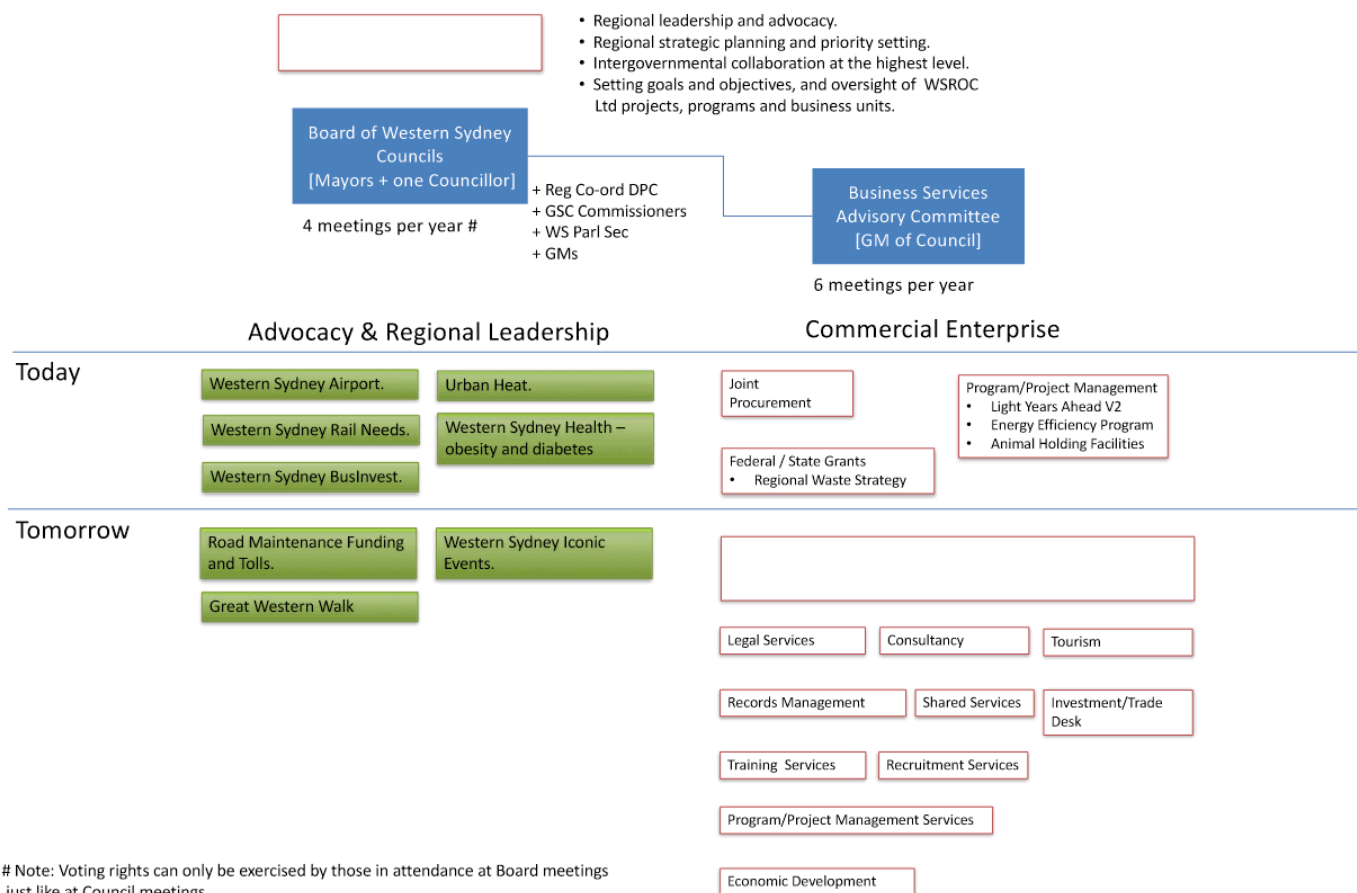 • Regional leadership and advocacy.
• Regional strategic planning and priority setting.
• Intergovernmental collaboration at the highest level.
• Setting goals and objectives, and oversight of WSROC
Ltd projects, programs and business units.
Board of Western Sydney
Councils
[Mayors + one Councillor]
4 meetings per year #
+ Reg Co-ord DPC
+ GSC Commissioners
+ WS Parl Sec
+ GMs
Business Services
Advisory Committee
[GM of Council]
6 meetings per year
Advocacy & Regional Leadership
Commercial Enterprise
Today
Western Sydney Airport.
Western Sydney Rail Needs.
Western Sydney BusInvest.
Urban Heat.
Western Sydney Health –
obesity and diabetes
Joint
Procurement
Federal / State Grants
• Regional Waste Strategy
Program/Project Management
• Light Years Ahead V2
• Energy Efficiency Program
• Animal Holding Facilities
Tomorrow
Road Maintenance Funding
and Tolls.
Great Western Walk
Western Sydney Iconic
Events.
Legal Services
Consultancy
Tourism
Records Management
Shared Services
Investment/Trade
Desk
Training Services
Recruitment Services
Program/Project Management Services
Economic Development
# Note: Voting rights can only be exercised by those in attendance at Board meetings
just like at Council meetings